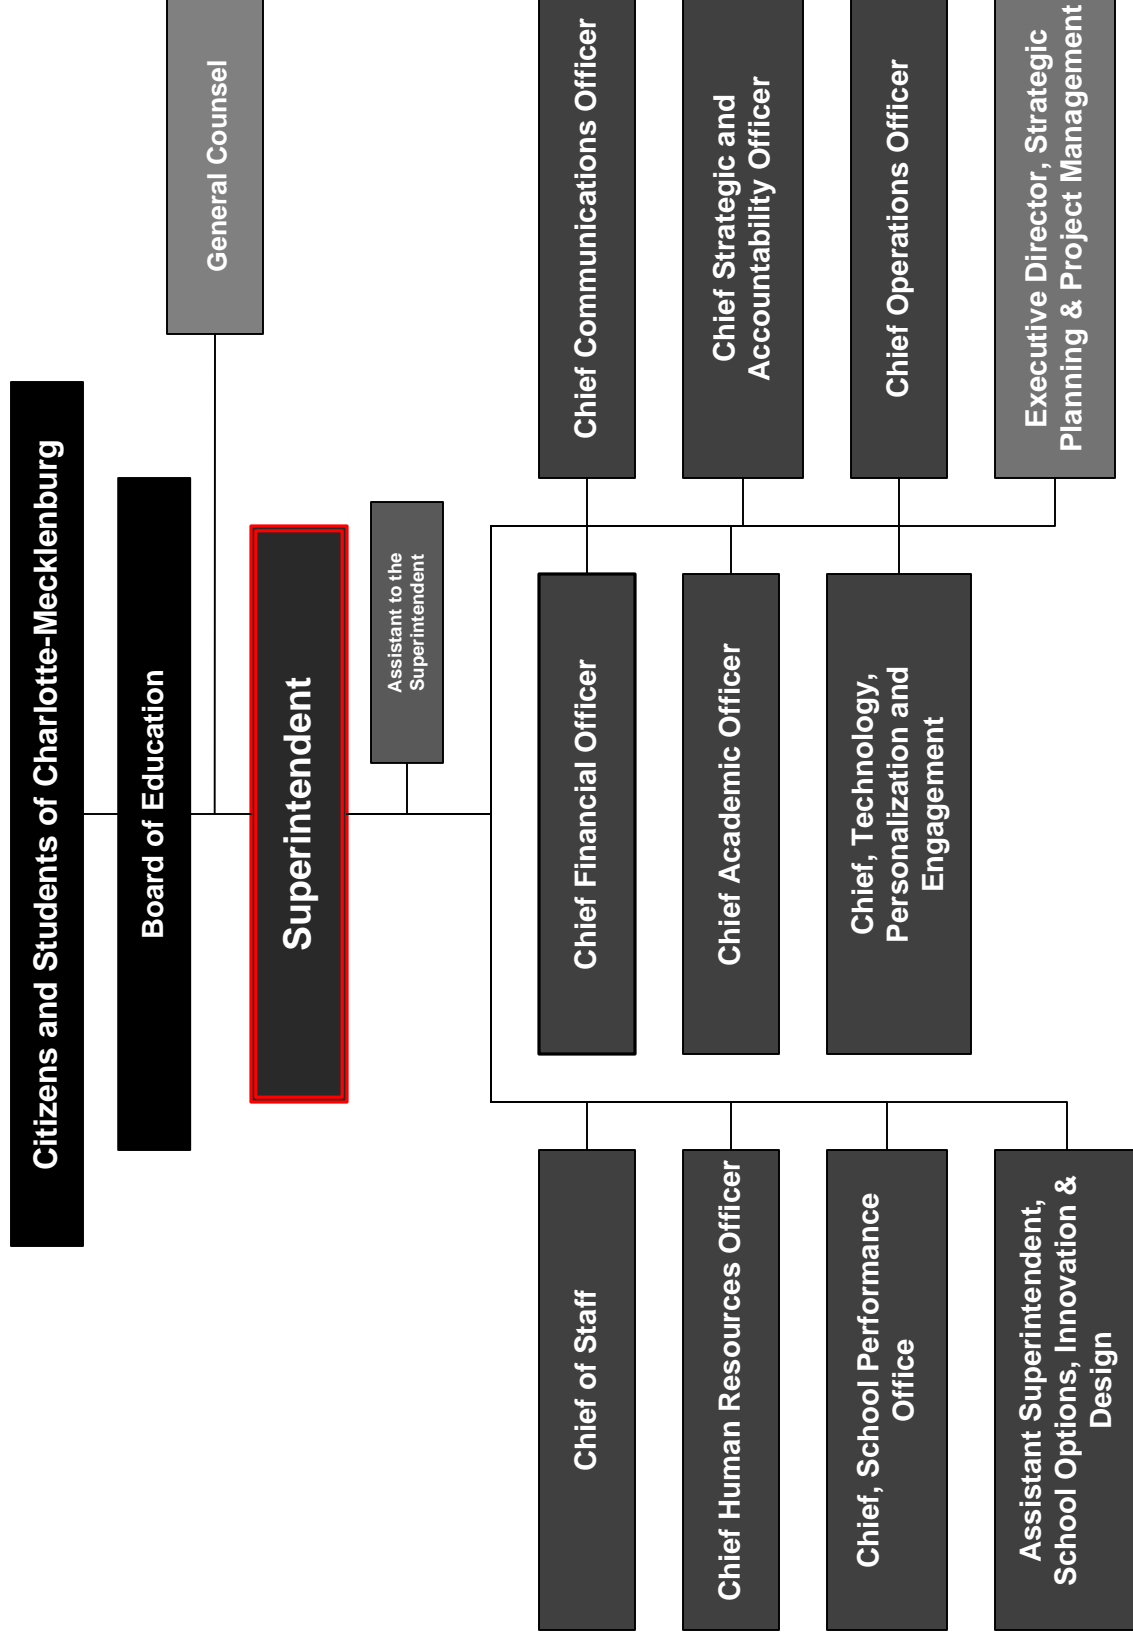 Citizens and Students of Charlotte-Mecklenburg
Board of Education
General Counsel
Superintendent
Assistant to the
Superintendent
Chief of Staff
Chief Financial Officer
Chief Communications Officer
Chief Human Resources Officer
Chief Academic Officer
Chief Strategic and
Accountability Officer
Chief, School Performance
Office
Chief, Technology,
Personalization and
Engagement
Chief Operations Officer
Assistant Superintendent,
School Options, Innovation &
Design
Executive Director, Strategic
Planning & Project Management